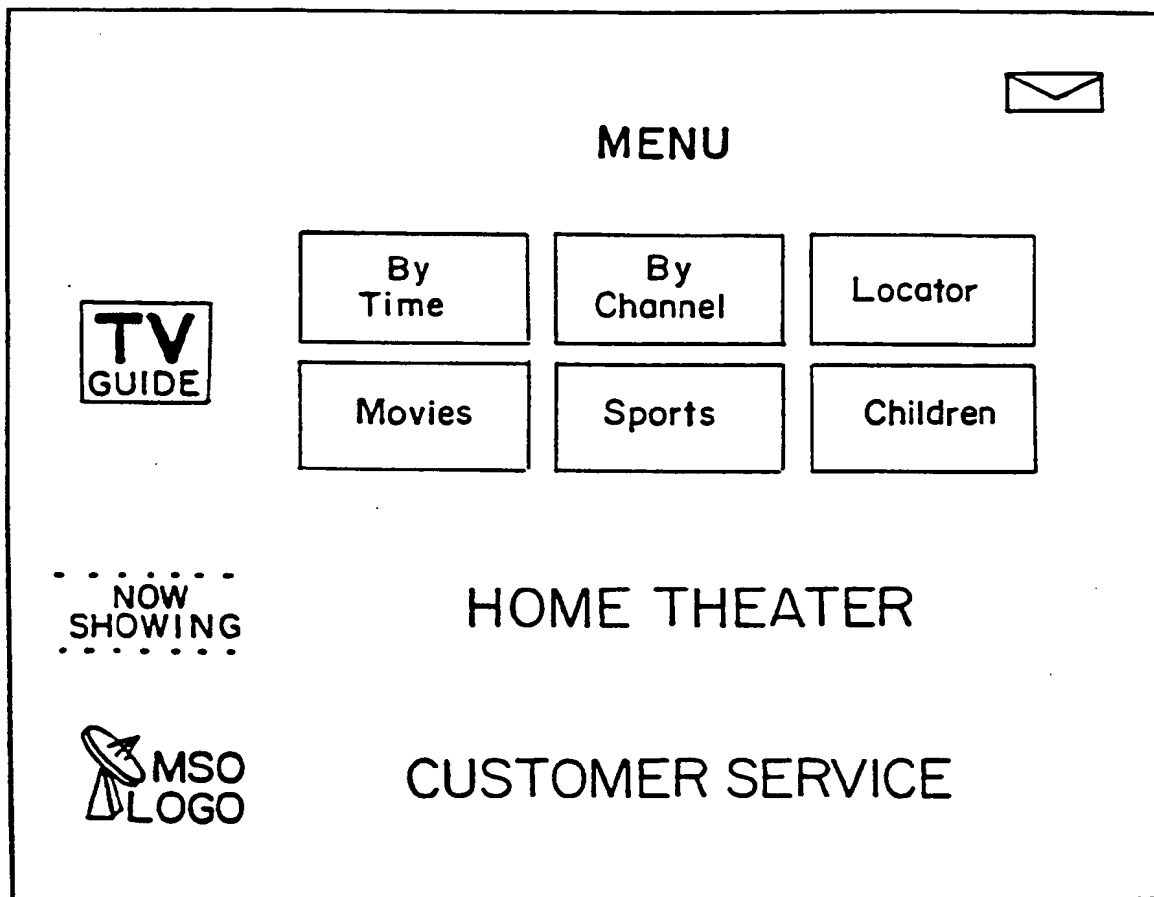 MENU
By
Time
By
Channel
Locator
TV
GUIDE
Movies
Sports
Children
NOW
SHOWING
HOME THEATER
MSO
LOGO
CUSTOMER SERVICE